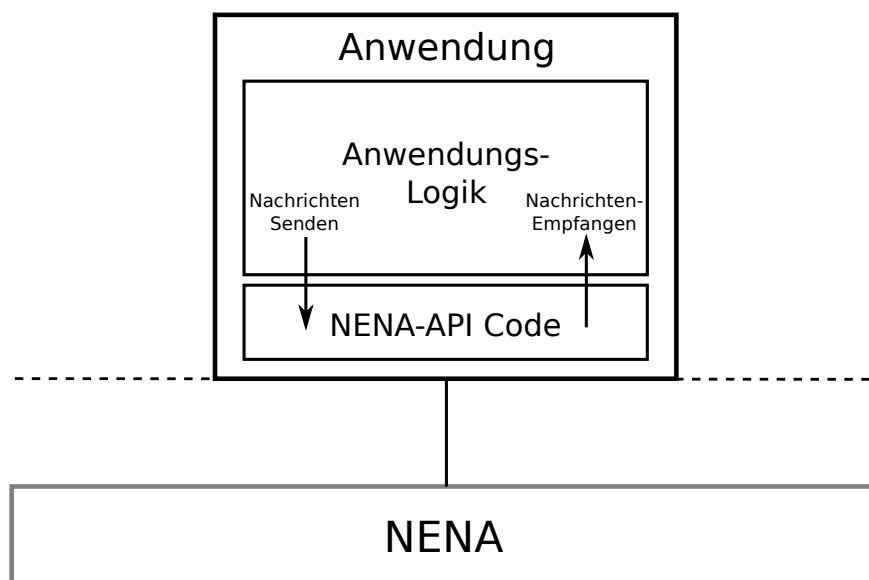 Anwendung
Anwendungs-
Logik
Nachrichten
Senden
Nachrichten-
Empfangen
NENA-API Code
NENA